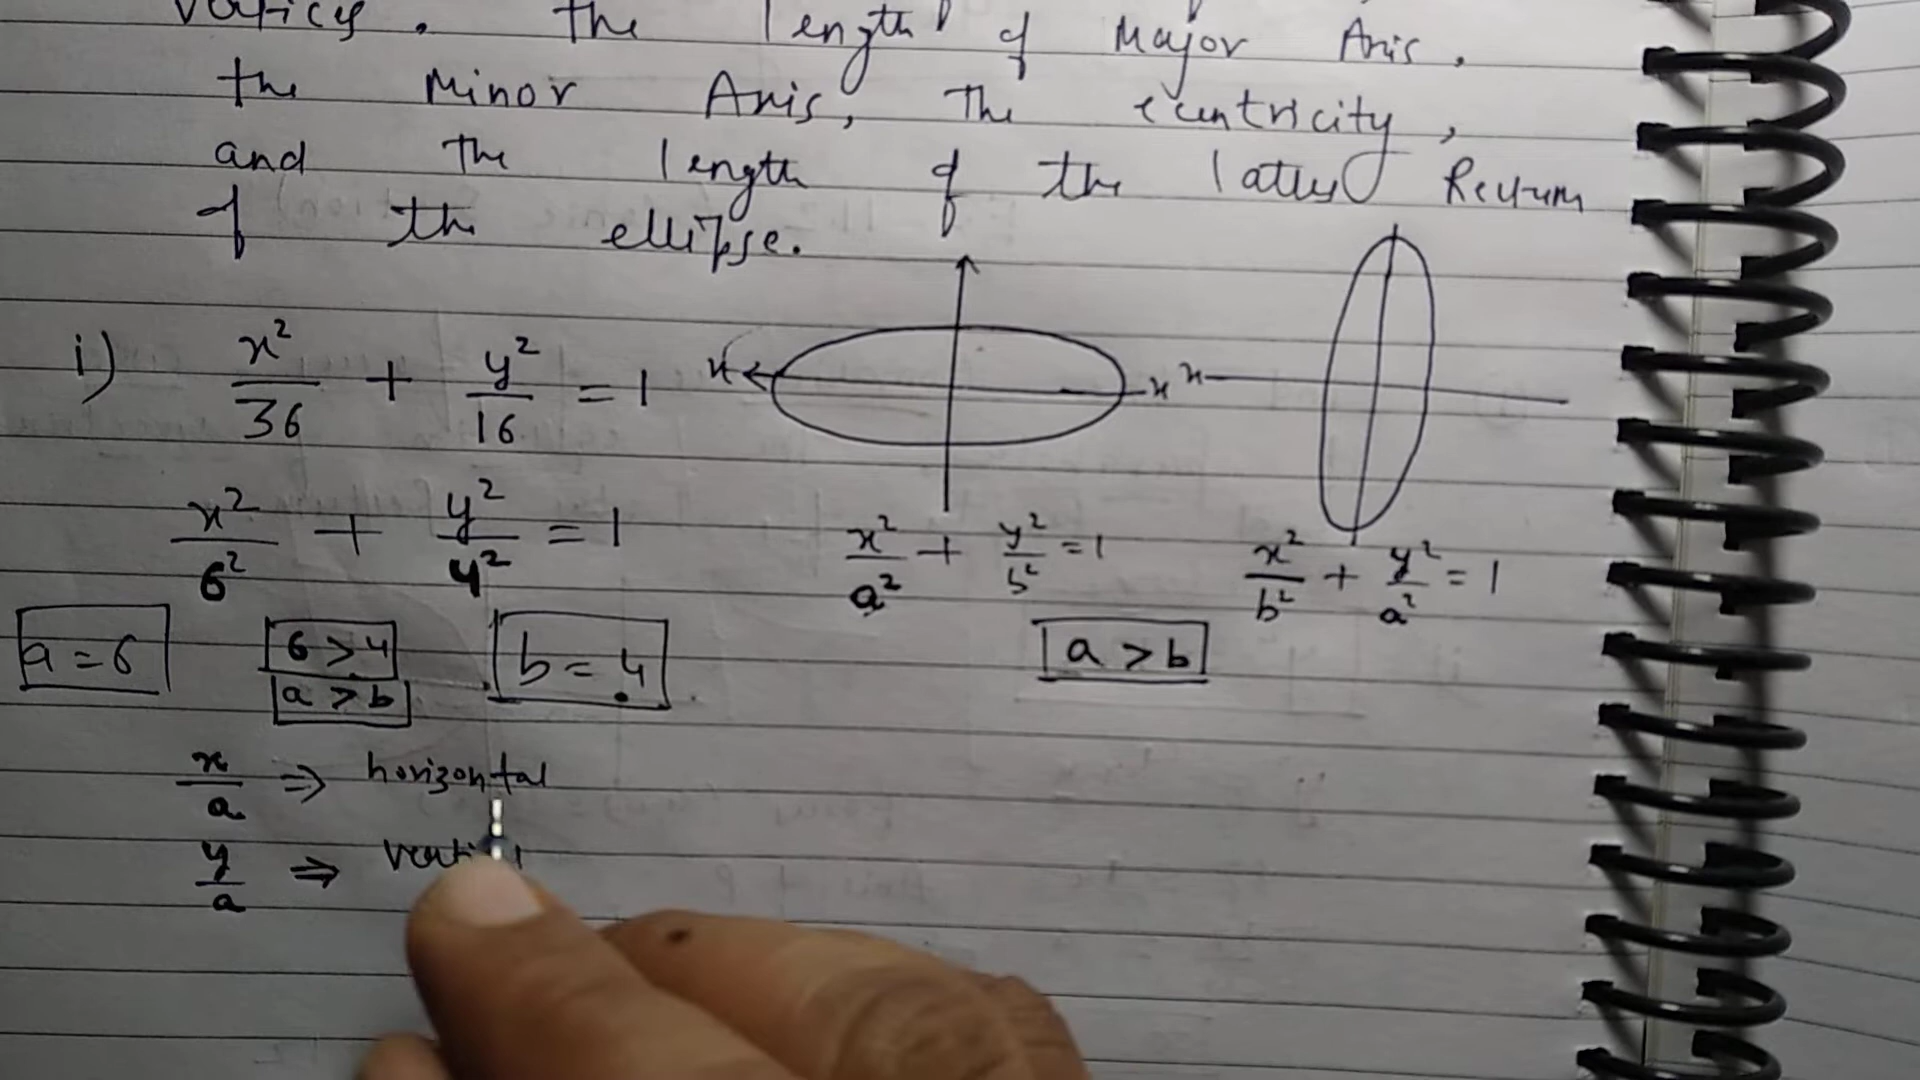 vertices. The length of Major Axis.
the Minor Axis, The eccentricity,
and the length of the latus Rectum
of the ellipse.
i) x²/36 + y²/16 = 1
x x x
x²/6² + y²/4² = 1
x²/a² + y²/b² = 1
x²/b² + y²/a² = 1
a = 6
6 > 4
a > b
b = 4
a > b
x/a ⇒ horizontal
y/a ⇒